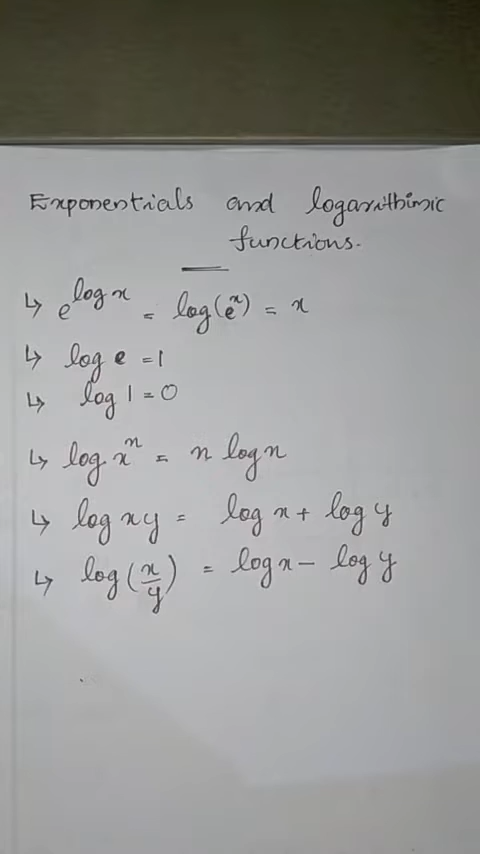 Exponentials and logarithimic
functions.
↳ e^{log x} = log(e^x) = x
↳ log e = 1
↳ log 1 = 0
↳ log x^n = n log x
↳ log xy = log x + log y
↳ log(x/y) = log x - log y